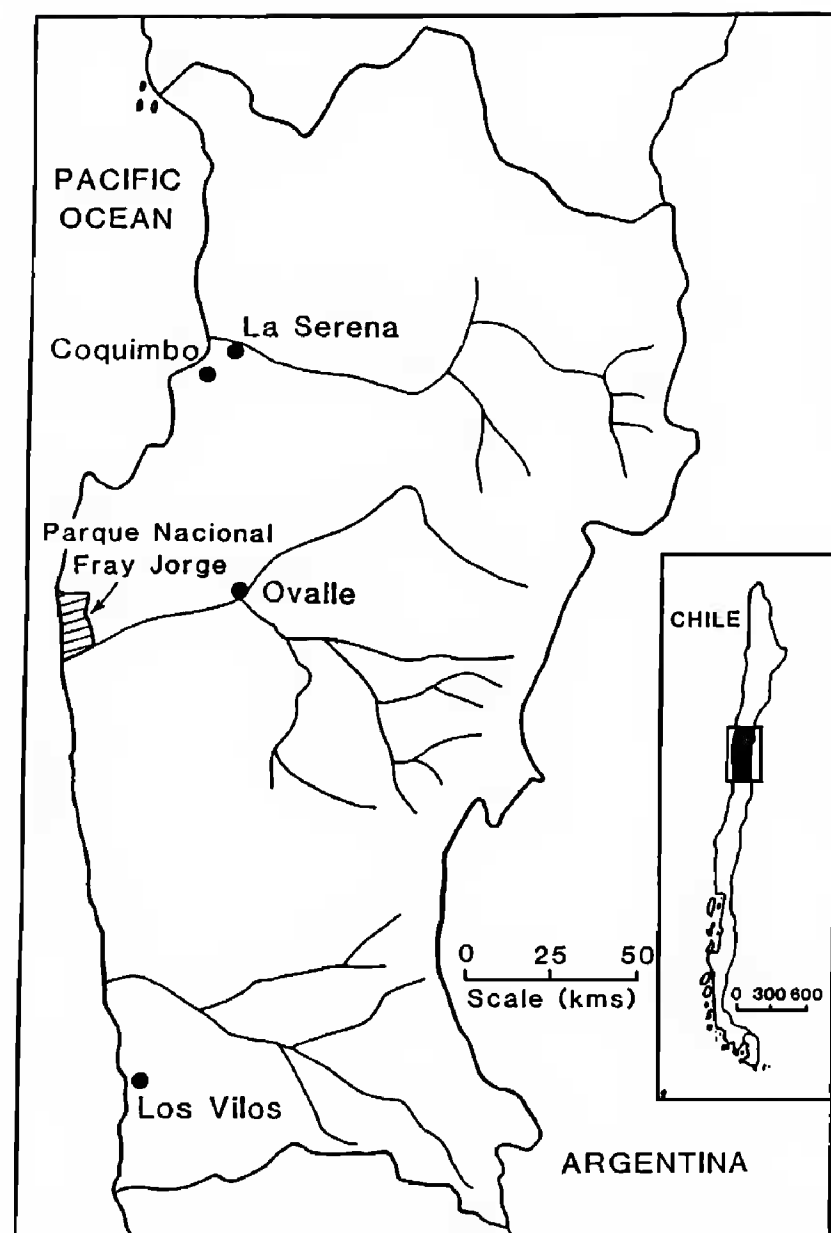 PACIFIC
OCEAN
La Serena
Coquimbo
Parque Nacional
Fray Jorge
Ovalle
CHILE
0 25 50
Scale (kms)
0 300 600
Los Vilos
ARGENTINA